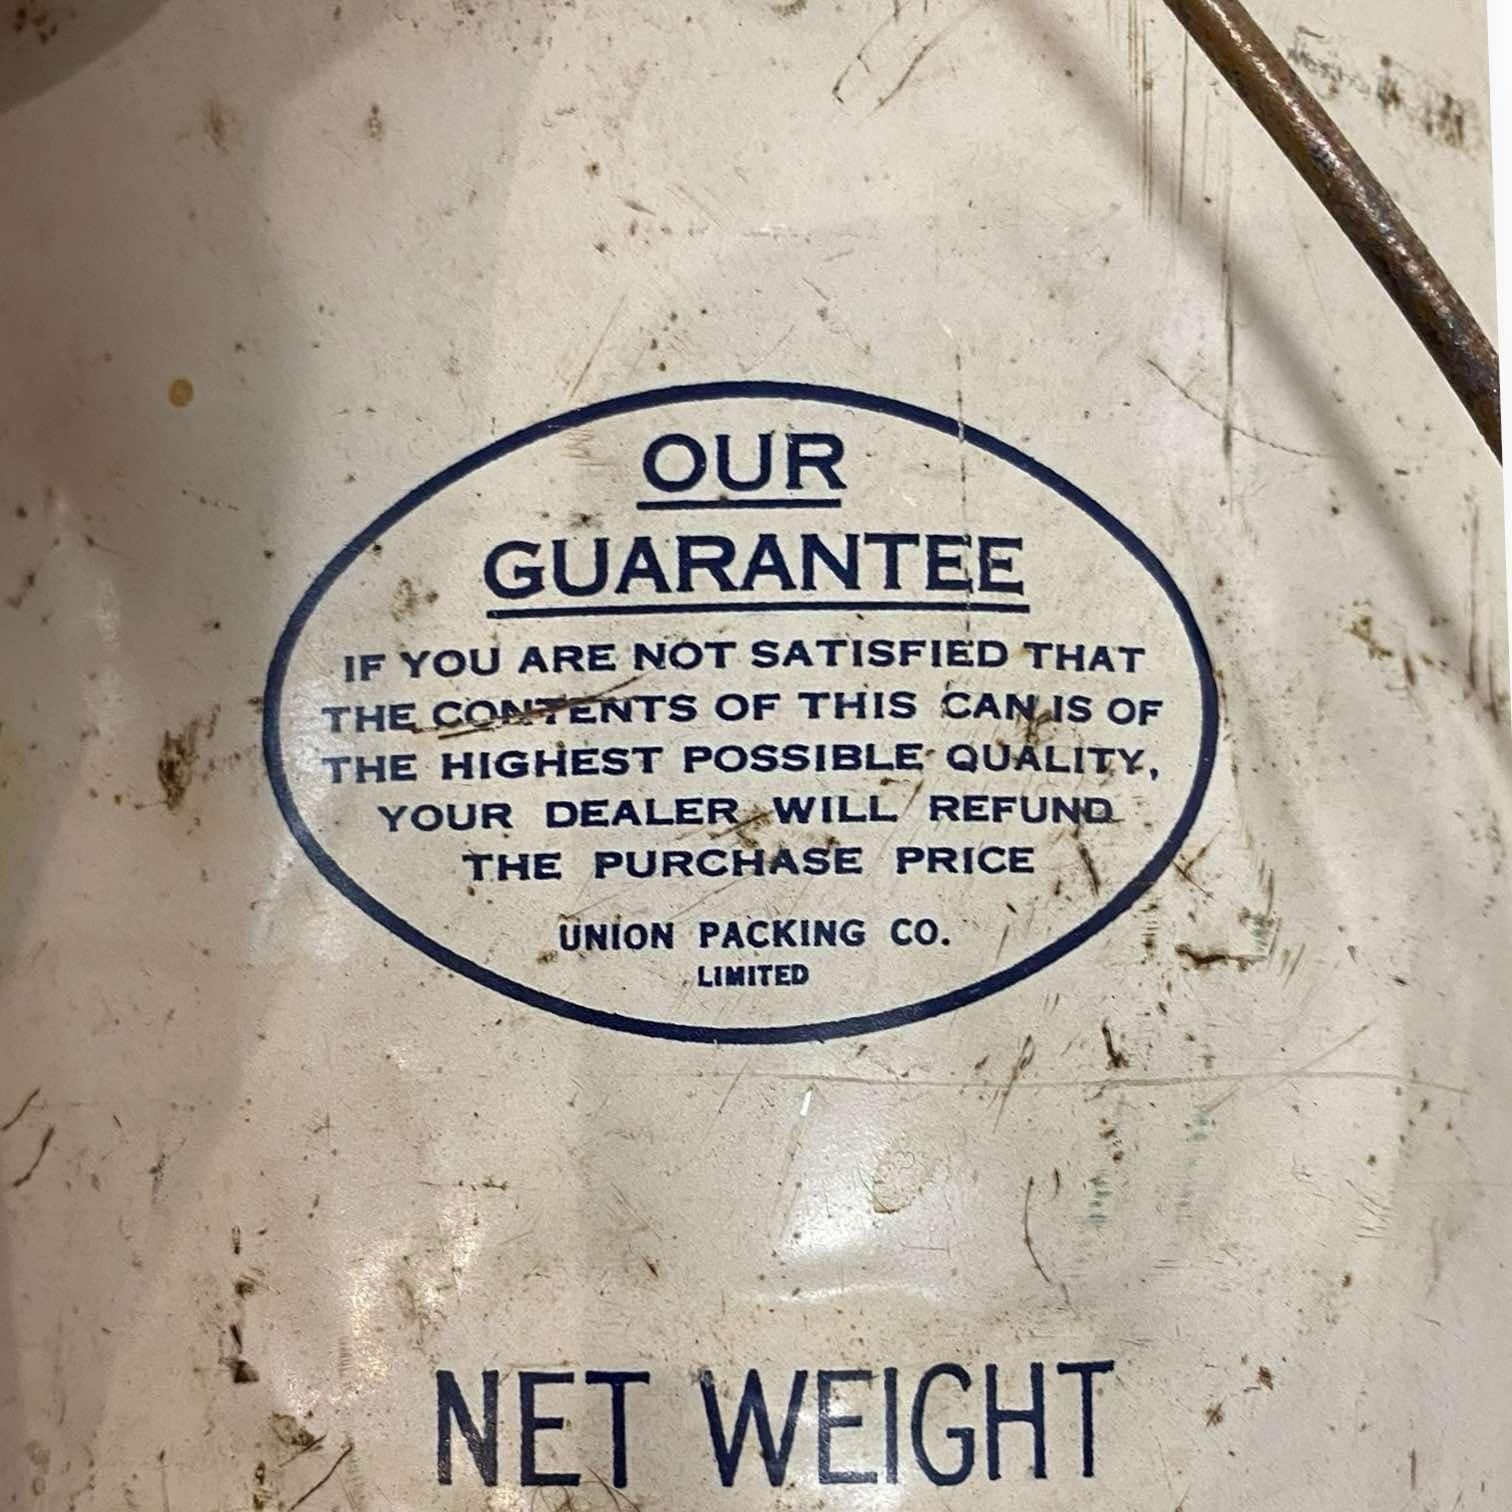 OUR
GUARANTEE
IF YOU ARE NOT SATISFIED THAT
THE CONTENTS OF THIS CAN IS OF
THE HIGHEST POSSIBLE QUALITY,
YOUR DEALER WILL REFUND
THE PURCHASE PRICE
UNION PACKING CO.
LIMITED
NET WEIGHT